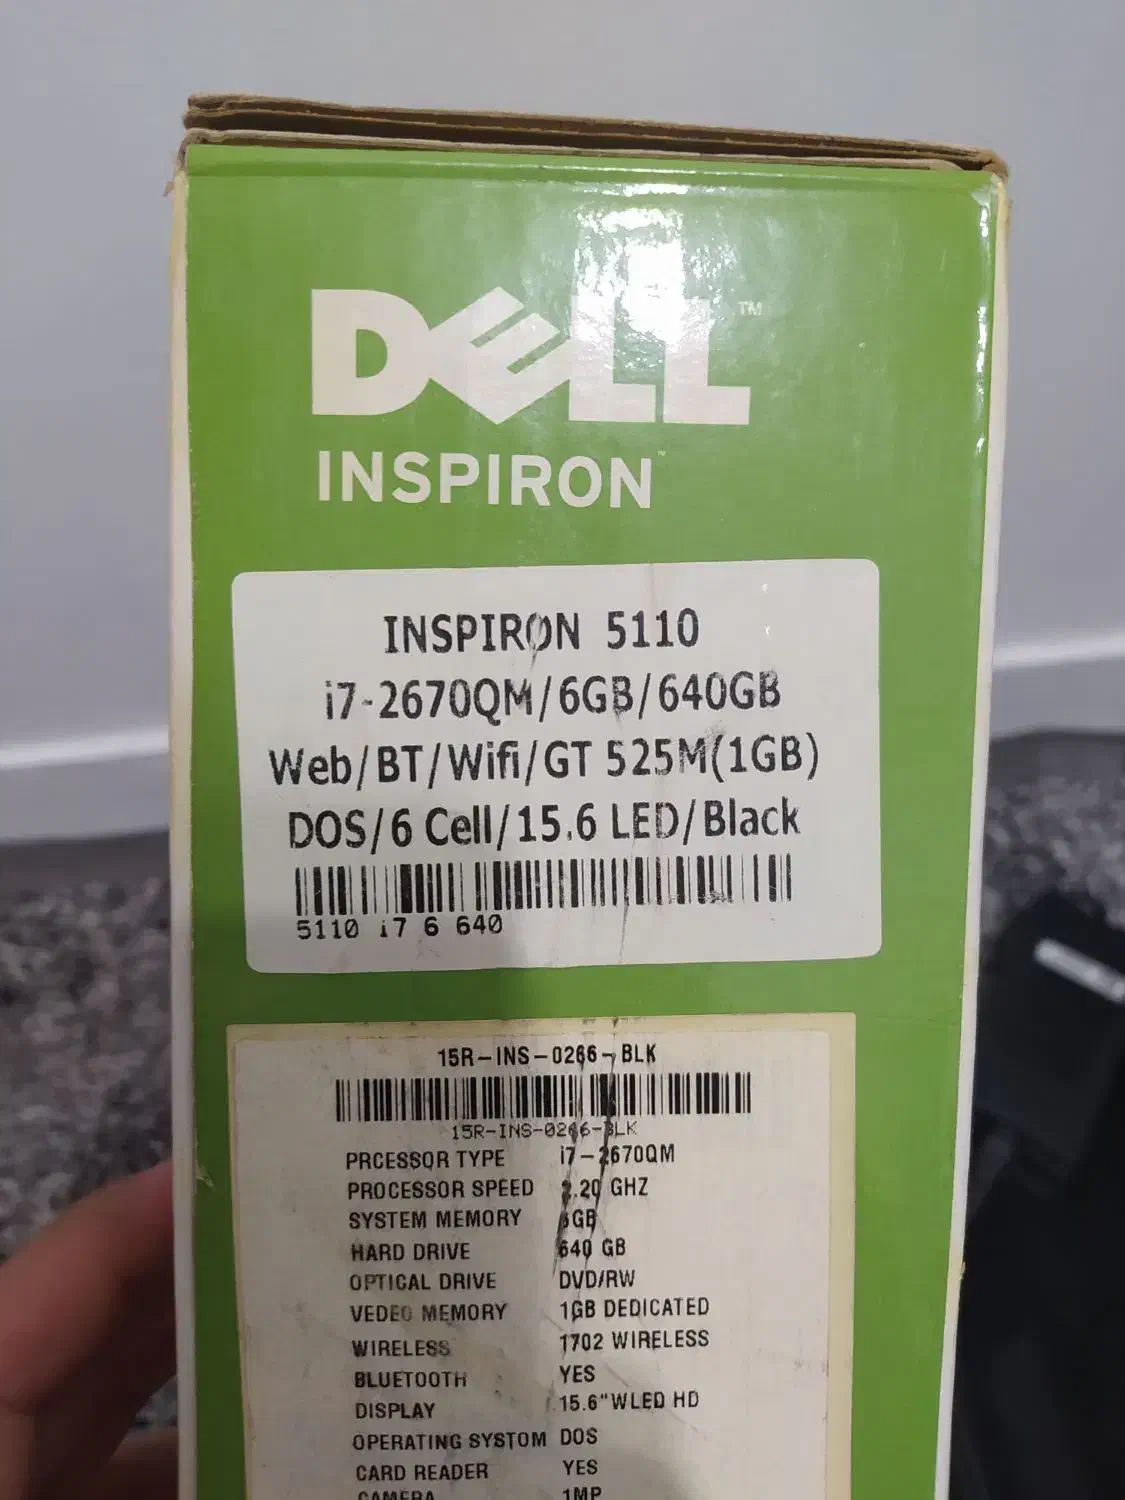 DELL™
INSPIRON™
INSPIRON 5110
i7-2670QM/6GB/640GB
Web/BT/Wifi/GT 525M(1GB)
DOS/6 Cell/15.6 LED/Black
5110 i7 6 640
15R-INS-0266-BLK
15R-INS-0266-BLK
PRCESSOR TYPE i7-2670QM
PROCESSOR SPEED 2.20 GHZ
SYSTEM MEMORY 6GB
HARD DRIVE 640 GB
OPTICAL DRIVE DVD/RW
VEDEO MEMORY 1GB DEDICATED
WIRELESS 1702 WIRELESS
BLUETOOTH YES
DISPLAY 15.6"WLED HD
OPERATING SYSTOM DOS
CARD READER YES
CAMERA 1MP